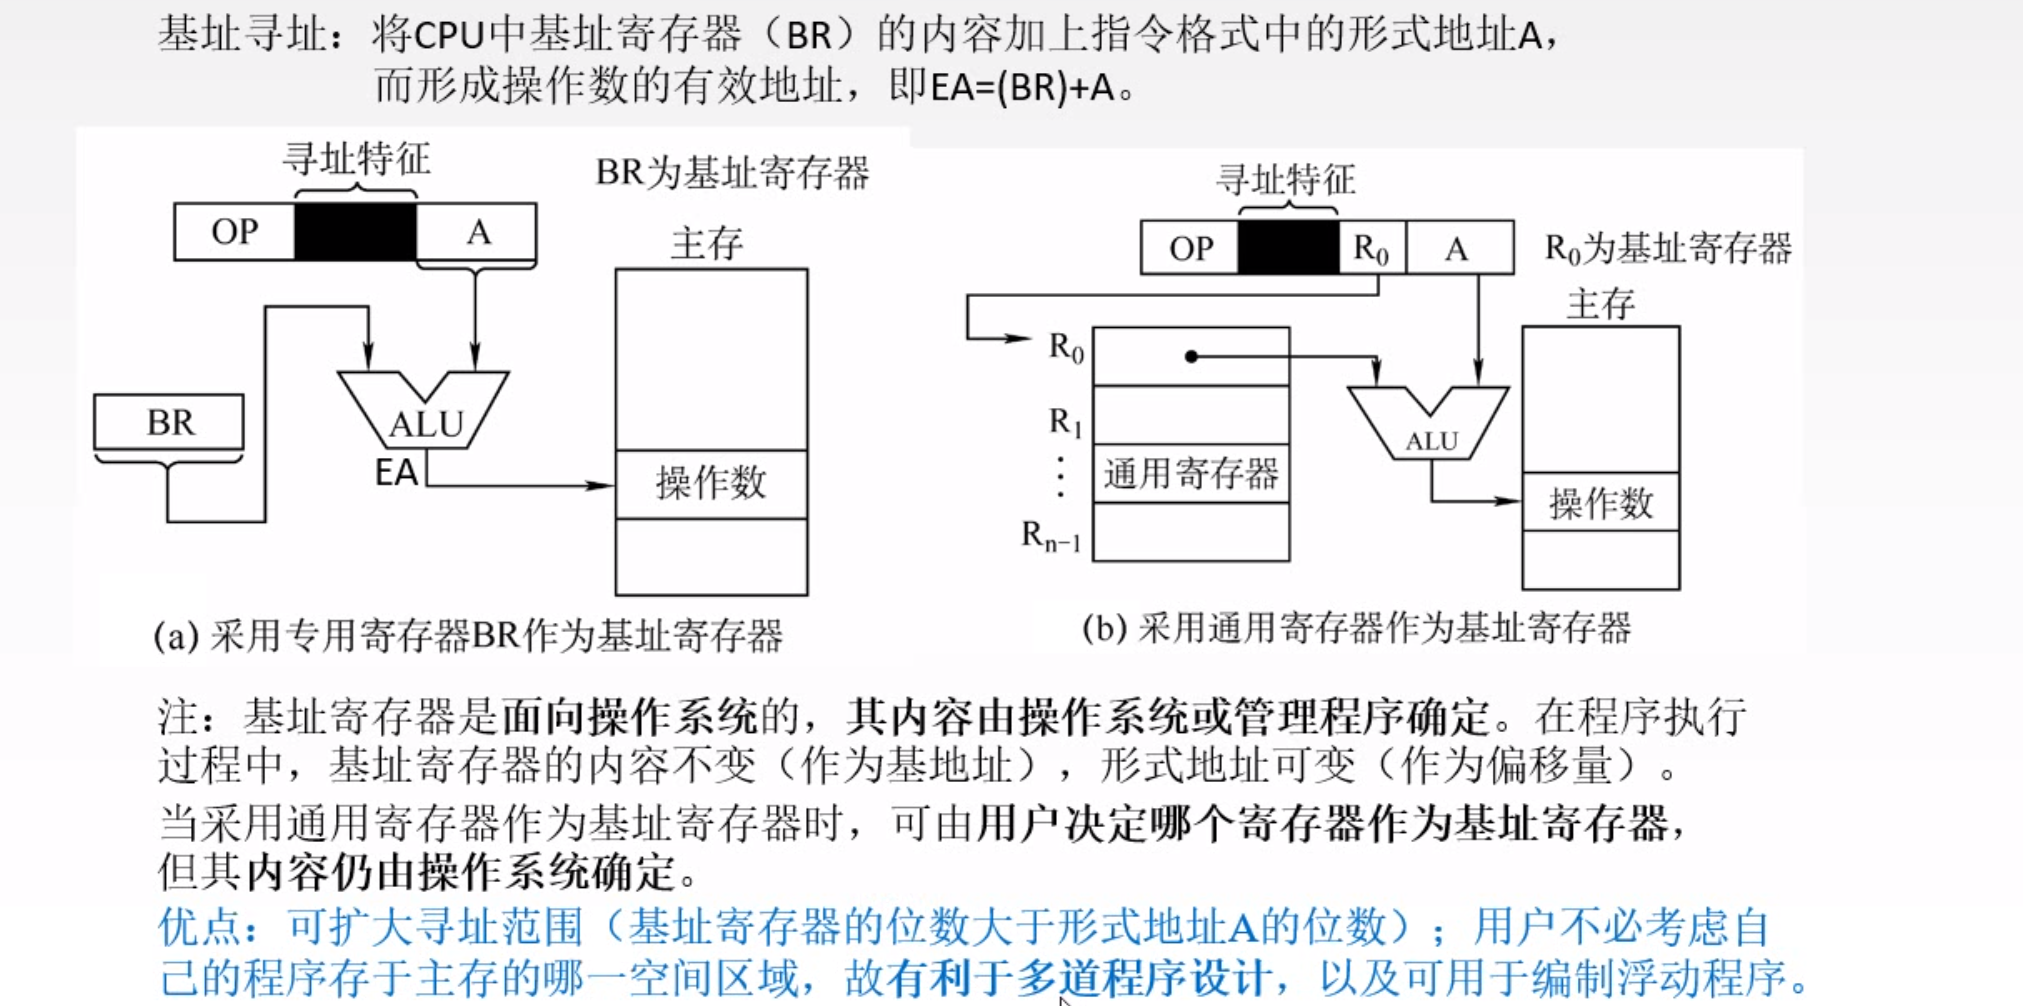 基址寻址：将CPU中基址寄存器（BR）的内容加上指令格式中的形式地址A，
而形成操作数的有效地址，即EA=(BR)+A。
寻址特征
BR为基址寄存器
OP
A
主存
BR
ALU
EA
操作数
(a) 采用专用寄存器BR作为基址寄存器
寻址特征
OP
R₀
A
R₀为基址寄存器
主存
R₀
R₁
⋮
通用寄存器
Rₙ₋₁
ALU
操作数
(b) 采用通用寄存器作为基址寄存器
注：基址寄存器是面向操作系统的，其内容由操作系统或管理程序确定。在程序执行
过程中，基址寄存器的内容不变（作为基地址），形式地址可变（作为偏移量）。
当采用通用寄存器作为基址寄存器时，可由用户决定哪个寄存器作为基址寄存器，
但其内容仍由操作系统确定。
优点：可扩大寻址范围（基址寄存器的位数大于形式地址A的位数）；用户不必考虑自
己的程序存于主存的哪一空间区域，故有利于多道程序设计，以及可用于编制浮动程序。